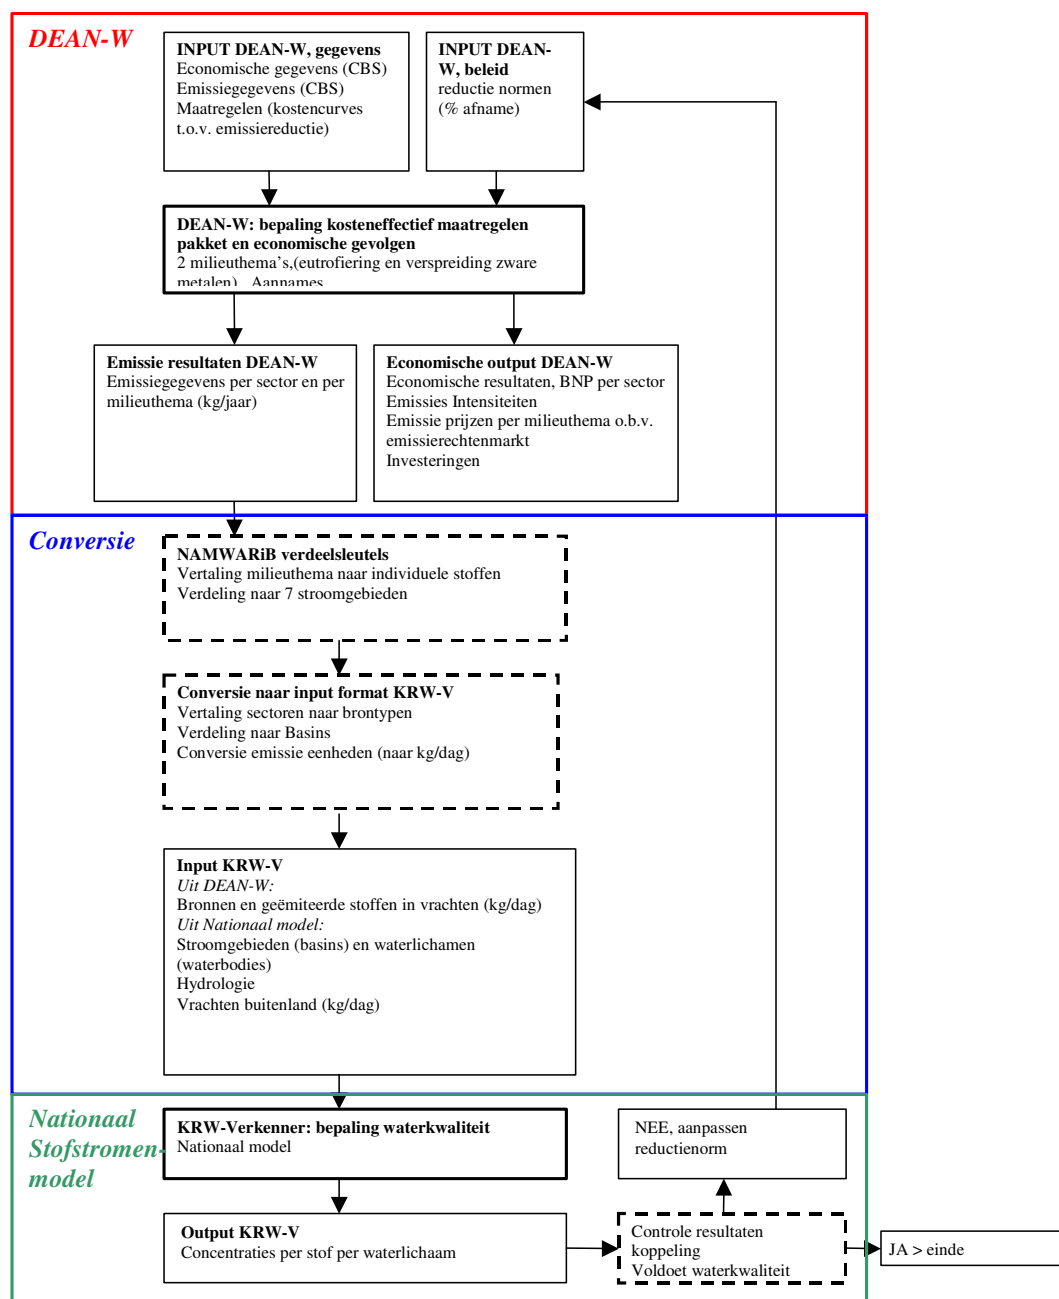 DEAN-W
INPUT DEAN-W, gegevens
Economische gegevens (CBS)
Emissiegegevens (CBS)
Maatregelen (kostencurves
t.o.v. emissiereductie)
INPUT DEAN-
W, beleid
reductie normen
(% afname)
DEAN-W: bepaling kosteneffectief maatregelen
pakket en economische gevolgen
2 milieuthema's,(eutrofiering en verspreiding zware
metalen) Aannames
Emissie resultaten DEAN-W
Emissiegegevens per sector en per
milieuthema (kg/jaar)
Economische output DEAN-W
Economische resultaten, BNP per sector
Emissies Intensiteiten
Emissie prijzen per milieuthema o.b.v.
emissierechtenmarkt
Investeringen
Conversie
NAMWARiB verdeelsleutels
Vertaling milieuthema naar individuele stoffen
Verdeling naar 7 stroomgebieden
Conversie naar input format KRW-V
Vertaling sectoren naar brontypen
Verdeling naar Basins
Conversie emissie eenheden (naar kg/dag)
Input KRW-V
Uit DEAN-W:
Bronnen en geëmiteerde stoffen in vrachten (kg/dag)
Uit Nationaal model:
Stroomgebieden (basins) en waterlichamen
(waterbodies)
Hydrologie
Vrachten buitenland (kg/dag)
Nationaal
Stofstromen-
model
KRW-Verkenner: bepaling waterkwaliteit
Nationaal model
NEE, aanpassen
reductienorm
Output KRW-V
Concentraties per stof per waterlichaam
Controle resultaten
koppeling
Voldoet waterkwaliteit
JA > einde